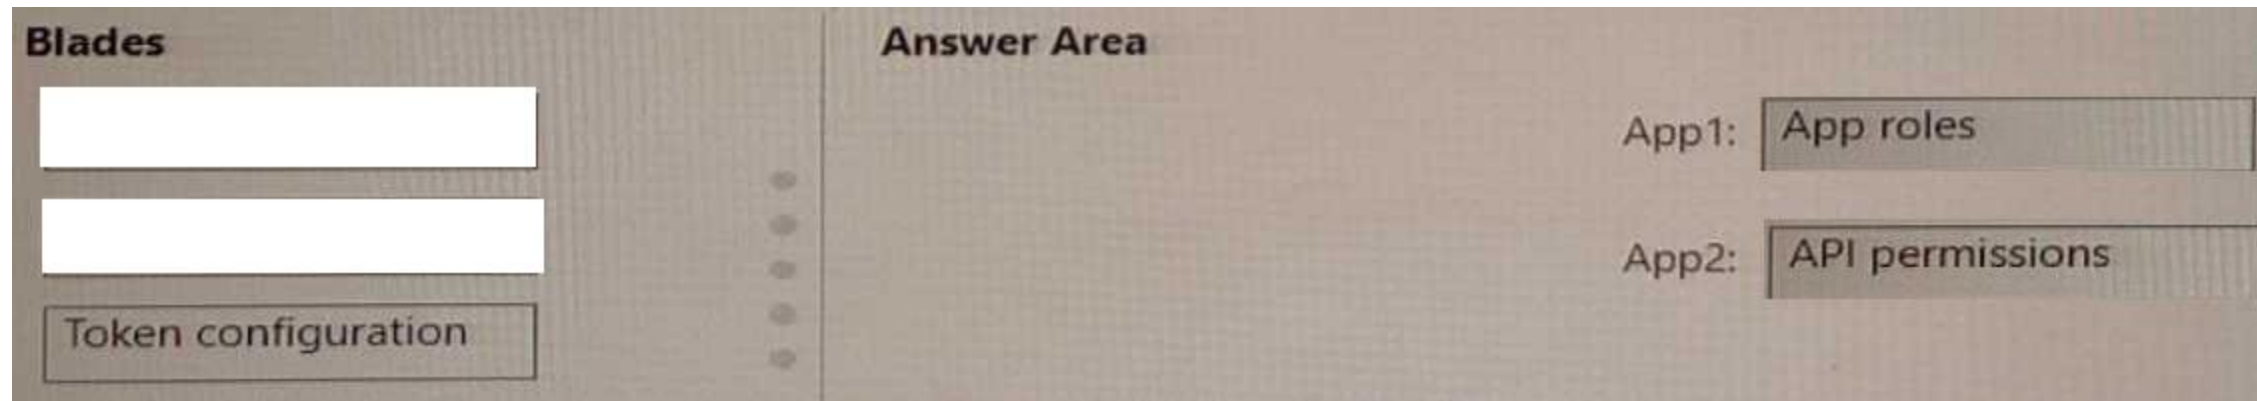 Blades
Answer Area
App1: App roles
App2: API permissions
Token configuration